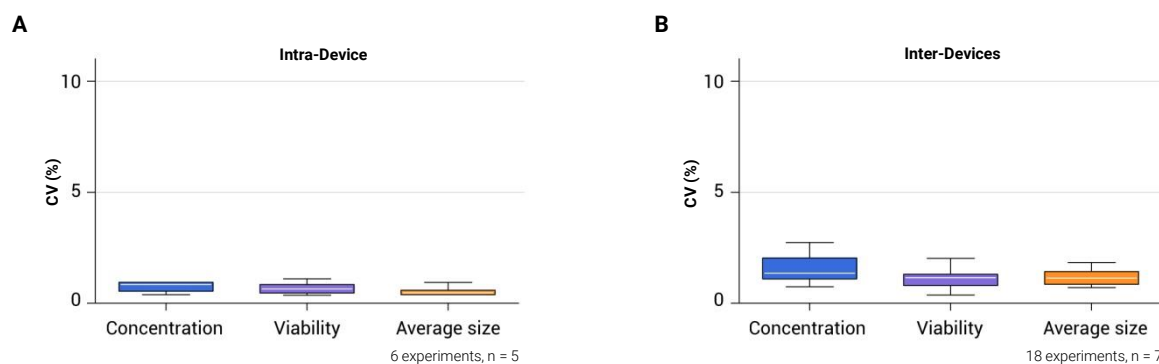 A
Intra-Device
CV (%)
10
5
0
Concentration
Viability
Average size
6 experiments, n = 5
B
Inter-Devices
CV (%)
10
5
0
Concentration
Viability
Average size
18 experiments, n = 7